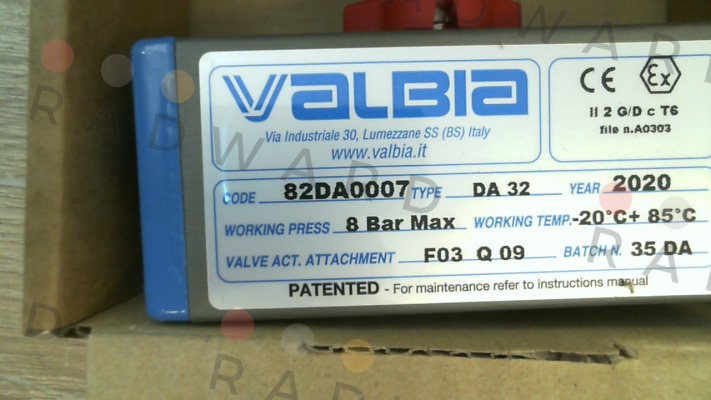 VALBIA
Via Industriale 30, Lumezzane SS (BS) Italy
www.valbia.it
CE Ex
II 2 G/D c T6
file n.A0303
CODE 82DA0007 TYPE DA 32 YEAR 2020
WORKING PRESS 8 Bar Max WORKING TEMP. -20°C+ 85°C
VALVE ACT. ATTACHMENT F03 Q 09 BATCH N. 35 DA
PATENTED - For maintenance refer to instructions manual
RADWARD